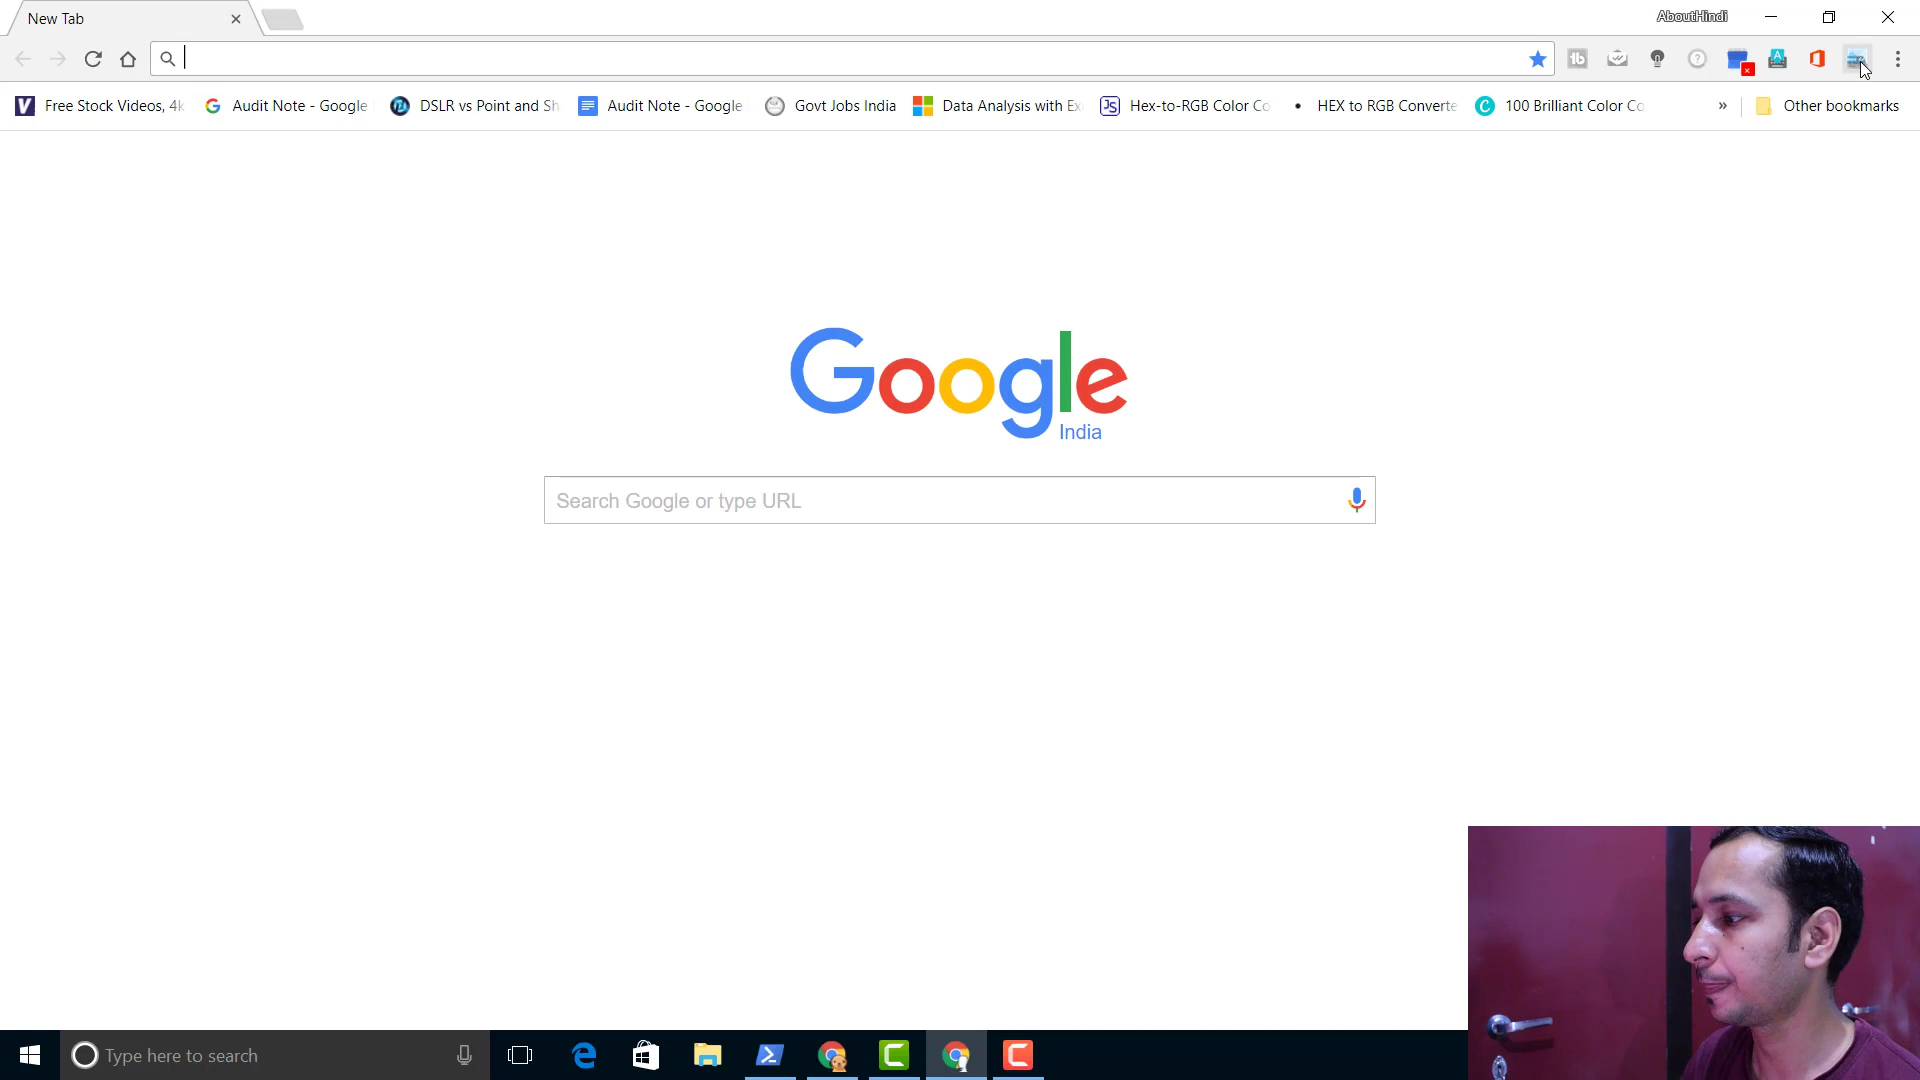 New Tab
AboutHindi
Free Stock Videos, 4k
Audit Note - Google
DSLR vs Point and Sh
Audit Note - Google
Govt Jobs India
Data Analysis with Ex
Hex-to-RGB Color Co
HEX to RGB Converte
100 Brilliant Color Co
»
Other bookmarks
Google
India
Search Google or type URL
Type here to search